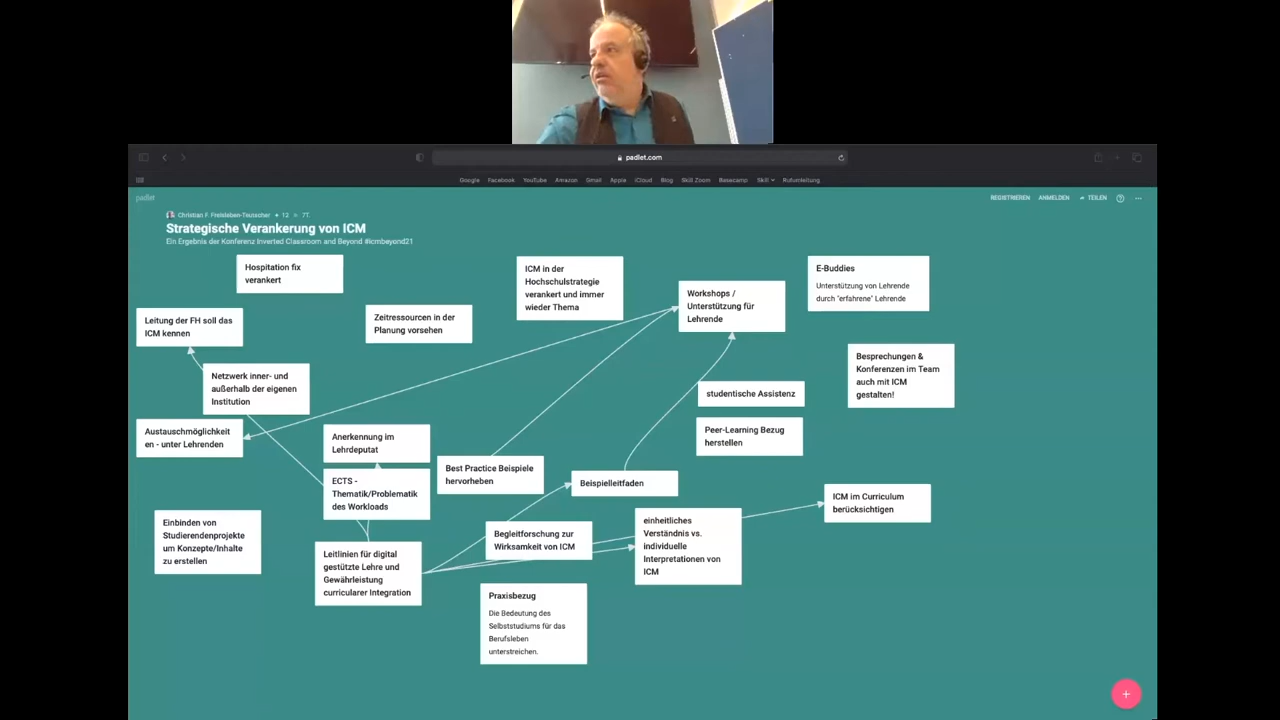 padlet.com
Google Facebook YouTube Amazon Gmail Apple iCloud Blog Skill Zoom Basecamp Skill Rufumleitung
padlet
REGISTRIEREN ANMELDEN TEILEN
Christian F. Freisleben-Teutscher + 12 7T.
Strategische Verankerung von ICM
Ein Ergebnis der Konferenz Inverted Classroom and Beyond #icmbeyond21
Hospitation fix
verankert
ICM in der
Hochschulstrategie
verankert und immer
wieder Thema
E-Buddies
Unterstützung von Lehrende
durch "erfahrene" Lehrende
Workshops /
Unterstützung für
Lehrende
Leitung der FH soll das
ICM kennen
Zeitressourcen in der
Planung vorsehen
Besprechungen &
Konferenzen im Team
auch mit ICM
gestalten!
Netzwerk inner- und
außerhalb der eigenen
Institution
studentische Assistenz
Austauschmöglichkeit
en - unter Lehrenden
Anerkennung im
Lehrdeputat
Peer-Learning Bezug
herstellen
Best Practice Beispiele
hervorheben
ECTS -
Thematik/Problematik
des Workloads
Beispielleitfaden
ICM im Curriculum
berücksichtigen
Einbinden von
Studierendenprojekte
um Konzepte/Inhalte
zu erstellen
einheitliches
Verständnis vs.
individuelle
Interpretationen von
ICM
Begleitforschung zur
Wirksamkeit von ICM
Leitlinien für digital
gestützte Lehre und
Gewährleistung
curricularer Integration
Praxisbezug
Die Bedeutung des
Selbststudiums für das
Berufsleben
unterstreichen.